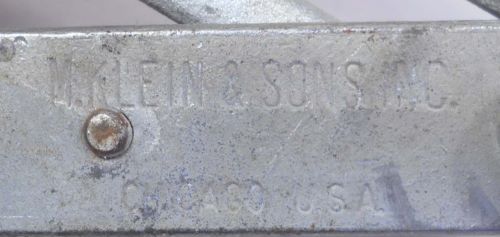 M. KLEIN & SONS, INC.
CHICAGO U.S.A.